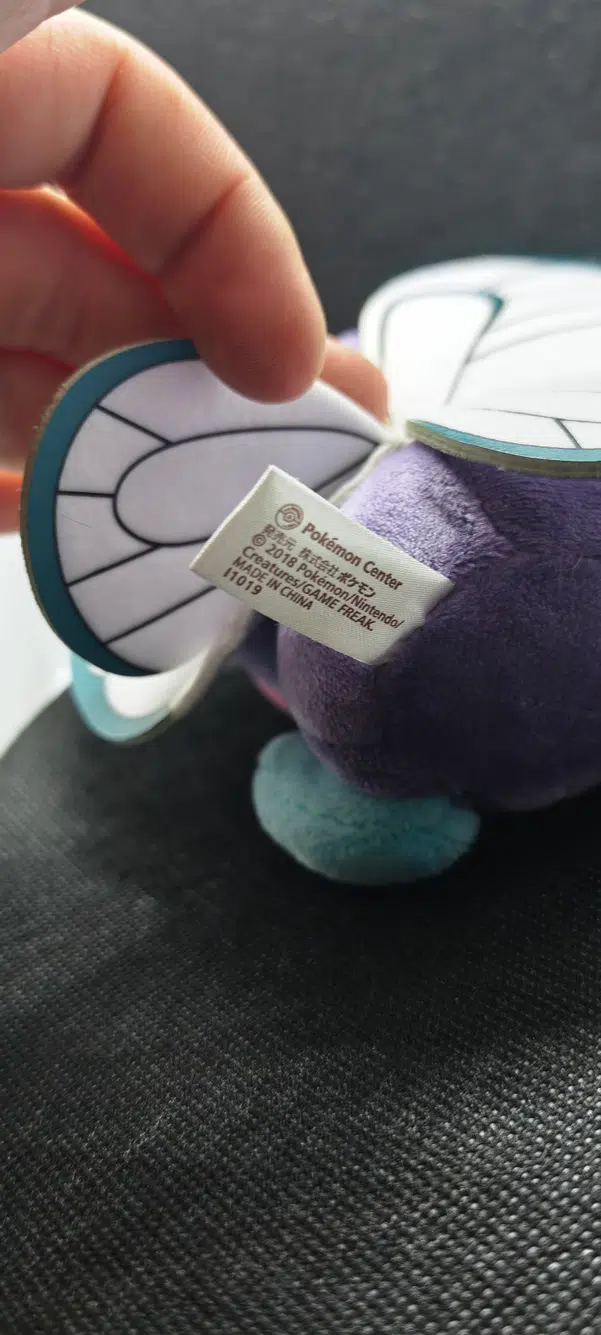 Pokémon Center
発売元 株式会社ポケモン
© 2018 Pokémon/Nintendo/
Creatures/GAME FREAK.
MADE IN CHINA
I1019